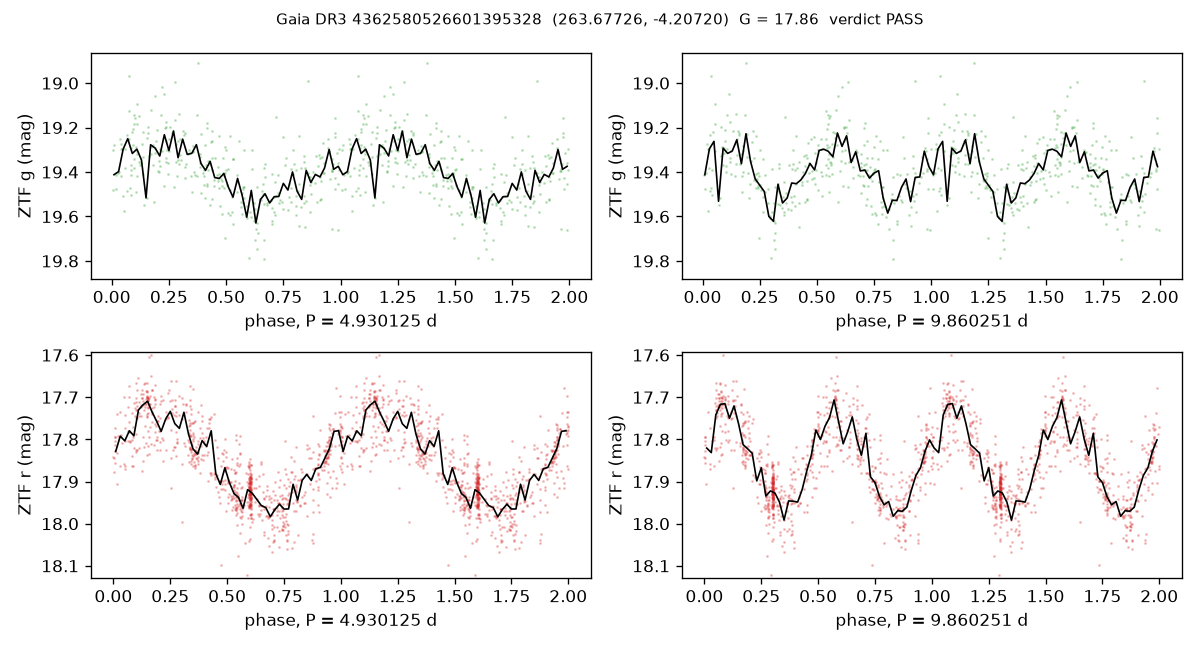 Gaia DR3 4362580526601395328  (263.67726, -4.20720)  G = 17.86  verdict PASS
ZTF g (mag)
19.0
19.2
19.4
19.6
19.8
0.00 0.25 0.50 0.75 1.00 1.25 1.50 1.75 2.00
phase, P = 4.930125 d
ZTF g (mag)
19.0
19.2
19.4
19.6
19.8
0.00 0.25 0.50 0.75 1.00 1.25 1.50 1.75 2.00
phase, P = 9.860251 d
ZTF r (mag)
17.6
17.7
17.8
17.9
18.0
18.1
0.00 0.25 0.50 0.75 1.00 1.25 1.50 1.75 2.00
phase, P = 4.930125 d
ZTF r (mag)
17.6
17.7
17.8
17.9
18.0
18.1
0.00 0.25 0.50 0.75 1.00 1.25 1.50 1.75 2.00
phase, P = 9.860251 d